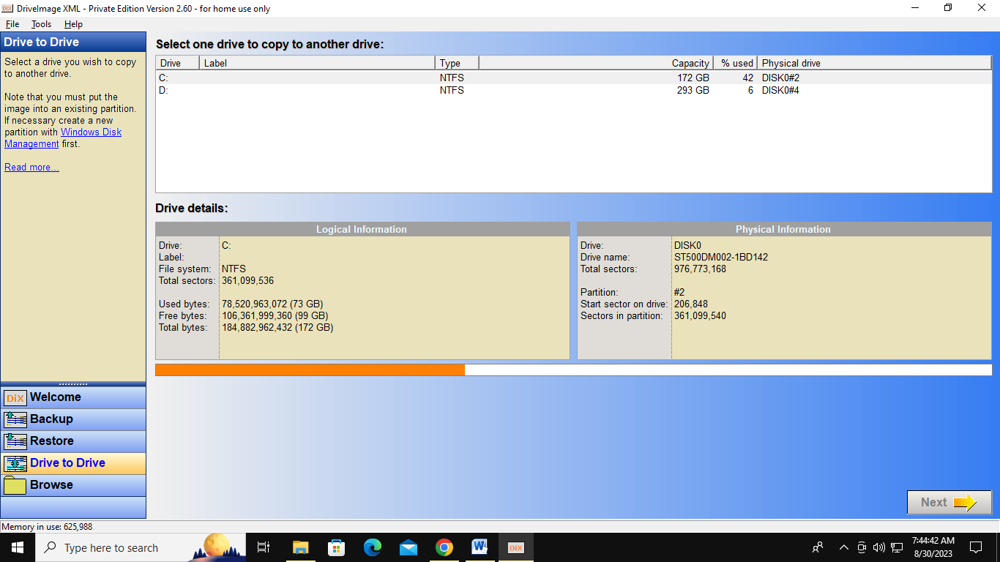 DiX DriveImage XML - Private Edition Version 2.60 - for home use only
File Tools Help
Drive to Drive
Select a drive you wish to copy
to another drive.
Note that you must put the
image into an existing partition.
If necessary create a new
partition with Windows Disk
Management first.
Read more...
DiX Welcome
Backup
Restore
Drive to Drive
Browse
Select one drive to copy to another drive:
Drive Label Type Capacity % used Physical drive
C: NTFS 172 GB 42 DISK0#2
D: NTFS 293 GB 6 DISK0#4
Drive details:
Logical Information
Drive: C:
Label:
File system: NTFS
Total sectors: 361,099,536
Used bytes: 78,520,963,072 (73 GB)
Free bytes: 106,361,999,360 (99 GB)
Total bytes: 184,882,962,432 (172 GB)
Physical Information
Drive: DISK0
Drive name: ST500DM002-1BD142
Total sectors: 976,773,168
Partition: #2
Start sector on drive: 206,848
Sectors in partition: 361,099,540
Next
Memory in use: 625,988
Type here to search
W
DiX
7:44:42 AM
8/30/2023